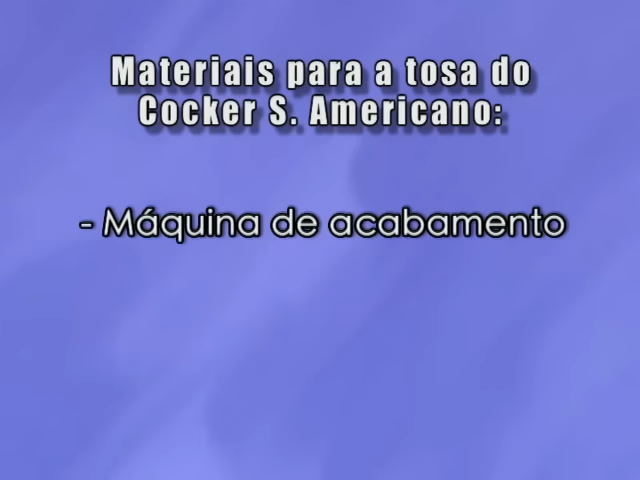 Materiais para a tosa do
Cocker S. Americano:
- Máquina de acabamento